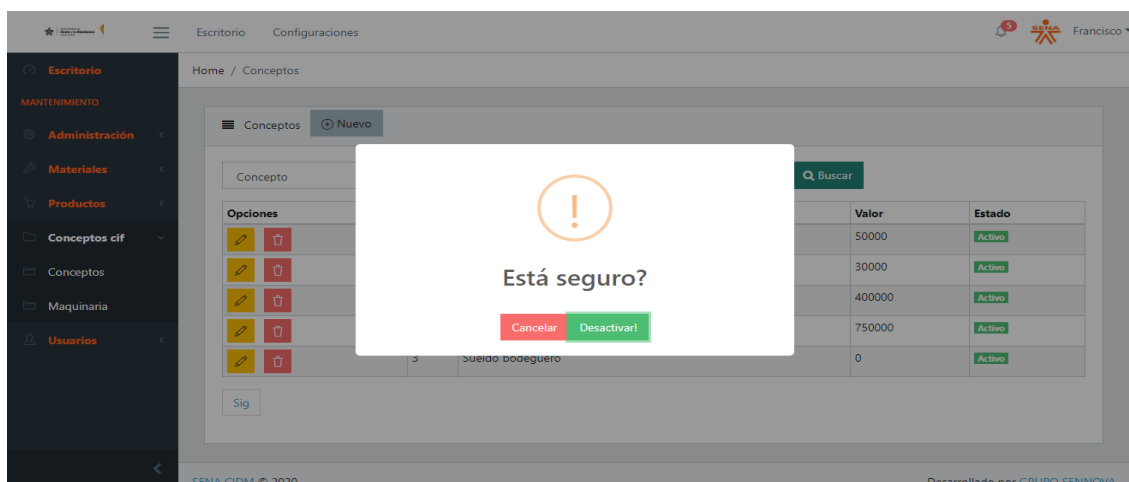 Escritorio Configuraciones 5 SENA Francisco
Escritorio
Home / Conceptos
MANTENIMIENTO
Conceptos Nuevo
Administración
Materiales
Concepto Buscar
Productos
Opciones Valor Estado
Conceptos cif
50000 Activo
Conceptos
30000 Activo
Está seguro?
Maquinaria
400000 Activo
Cancelar Desactivar!
750000 Activo
Usuarios
3 Sueldo bodeguero 0 Activo
Sig
SENA CIDM © 2020 Desarrollado por GRUPO SENNOVA